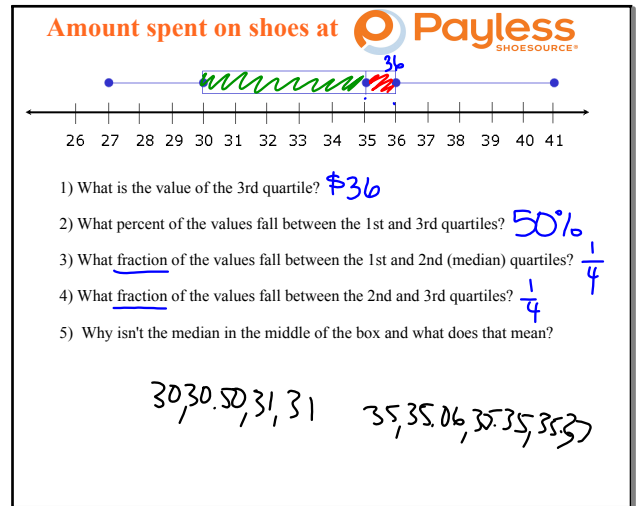 Amount spent on shoes at Payless
SHOESOURCE®
36
26 27 28 29 30 31 32 33 34 35 36 37 38 39 40 41
1) What is the value of the 3rd quartile? $36
2) What percent of the values fall between the 1st and 3rd quartiles? 50%
3) What fraction of the values fall between the 1st and 2nd (median) quartiles? 1/4
4) What fraction of the values fall between the 2nd and 3rd quartiles? 1/4
5) Why isn't the median in the middle of the box and what does that mean?
30,30.50,31,31 35,35.06,35.35,35.37